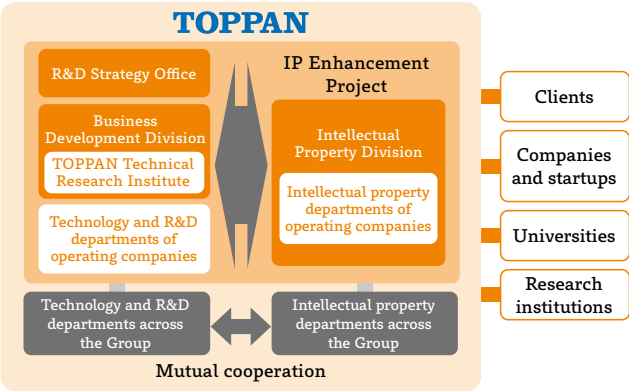 TOPPAN
R&D Strategy Office
Business
Development Division
TOPPAN Technical
Research Institute
Technology and R&D
departments of
operating companies
IP Enhancement
Project
Intellectual
Property Division
Intellectual property
departments of
operating companies
Technology and R&D
departments across
the Group
Intellectual property
departments across
the Group
Mutual cooperation
Clients
Companies
and startups
Universities
Research
institutions